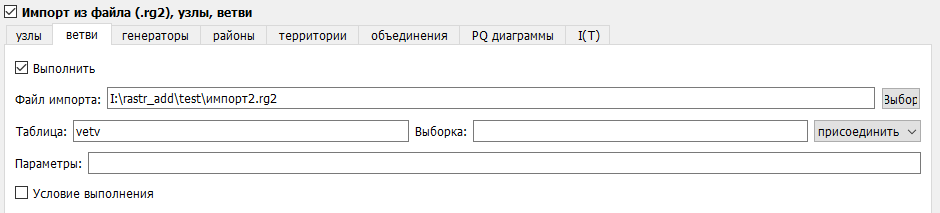 Импорт из файла (.rg2), узлы, ветви
узлы ветви генераторы районы территории объединения PQ диаграммы I(T)
Выполнить
Файл импорта: I:\rastr_add\test\импорт2.rg2 Выбор
Таблица: vetv Выборка: присоединить
Параметры:
Условие выполнения